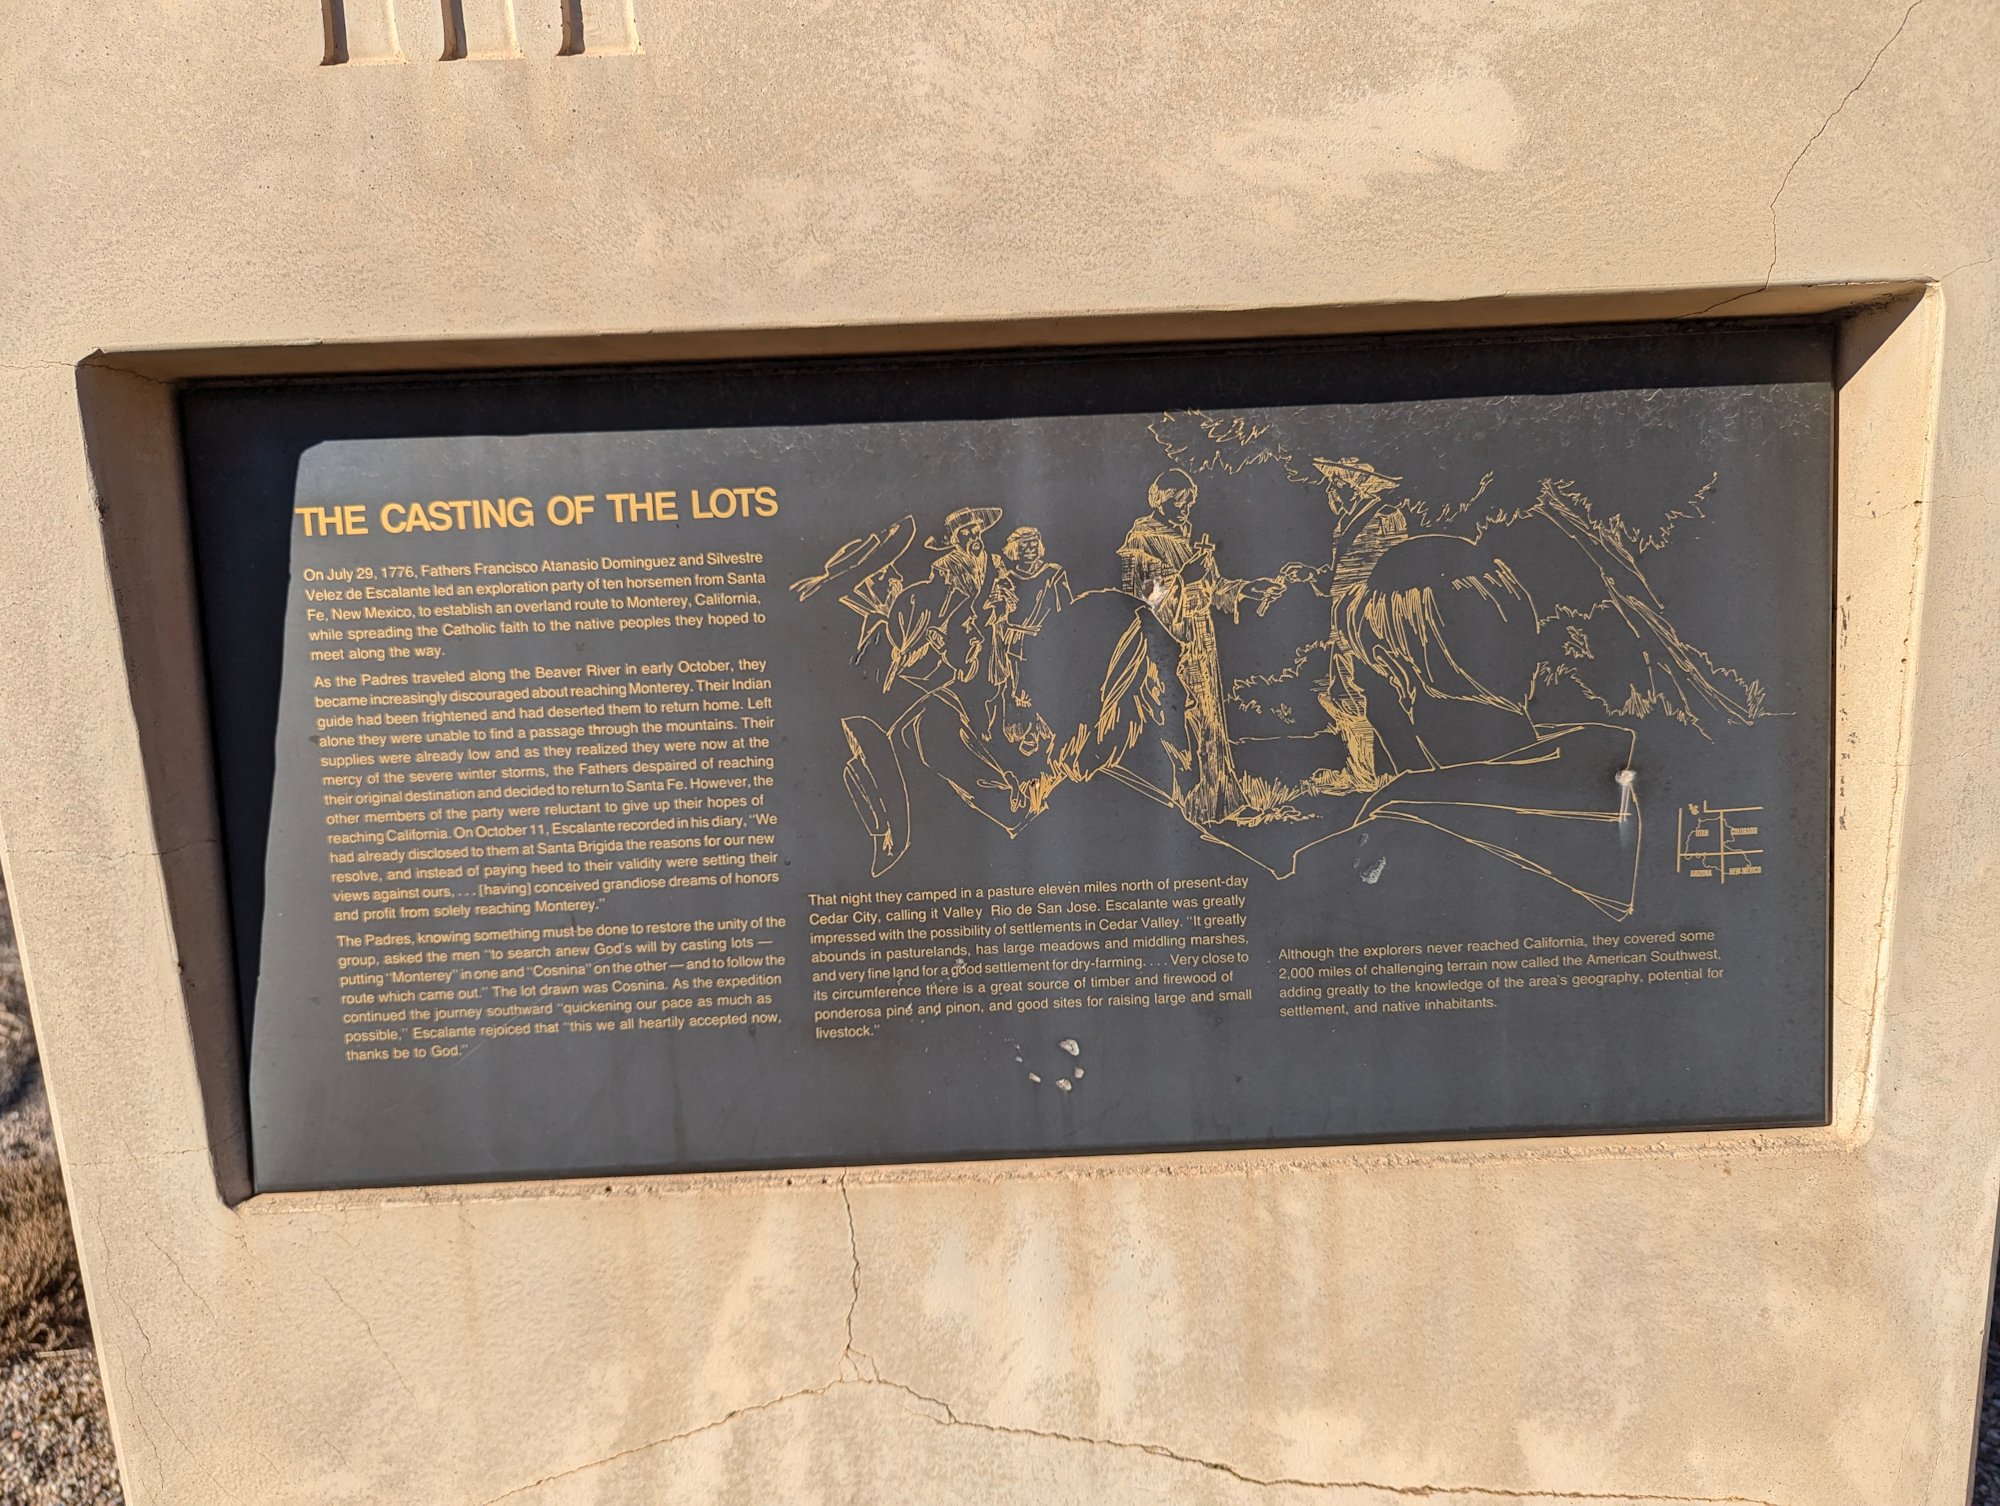 THE CASTING OF THE LOTS
On July 29, 1776, Fathers Francisco Atanasio Dominguez and Silvestre
Velez de Escalante led an exploration party of ten horsemen from Santa
Fe, New Mexico, to establish an overland route to Monterey, California,
while spreading the Catholic faith to the native peoples they hoped to
meet along the way.
As the Padres traveled along the Beaver River in early October, they
became increasingly discouraged about reaching Monterey. Their Indian
guide had been frightened and had deserted them to return home. Left
alone they were unable to find a passage through the mountains. Their
supplies were already low and as they realized they were now at the
mercy of the severe winter storms, the Fathers despaired of reaching
their original destination and decided to return to Santa Fe. However, the
other members of the party were reluctant to give up their hopes of
reaching California. On October 11, Escalante recorded in his diary, "We
had already disclosed to them at Santa Brigida the reasons for our new
resolve, and instead of paying heed to their validity were setting their
views against ours, . . . [having] conceived grandiose dreams of honors
and profit from solely reaching Monterey."
The Padres, knowing something must be done to restore the unity of the
group, asked the men "to search anew God's will by casting lots —
putting "Monterey" in one and "Cosnina" on the other — and to follow the
route which came out." The lot drawn was Cosnina. As the expedition
continued the journey southward "quickening our pace as much as
possible," Escalante rejoiced that "this we all heartily accepted now,
thanks be to God."
That night they camped in a pasture eleven miles north of present-day
Cedar City, calling it Valley Rio de San Jose. Escalante was greatly
impressed with the possibility of settlements in Cedar Valley. "It greatly
abounds in pasturelands, has large meadows and middling marshes,
and very fine land for a good settlement for dry-farming. . . . Very close to
its circumference there is a great source of timber and firewood of
ponderosa pine and pinon, and good sites for raising large and small
livestock."
Although the explorers never reached California, they covered some
2,000 miles of challenging terrain now called the American Southwest,
adding greatly to the knowledge of the area's geography, potential for
settlement, and native inhabitants.
UTAH COLORADO
ARIZONA NEW MEXICO